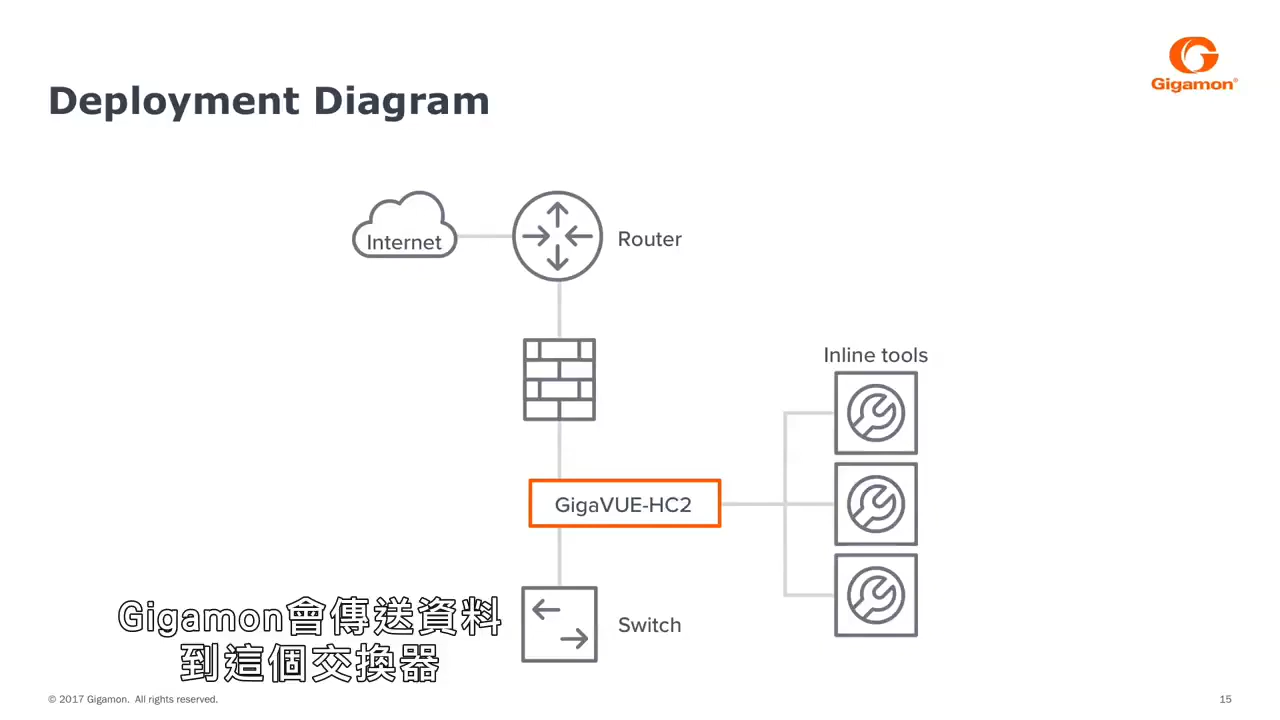 Gigamon®
Deployment Diagram
Internet
Router
Inline tools
GigaVUE-HC2
Switch
Gigamon會傳送資料
到這個交換器
© 2017 Gigamon. All rights reserved.
15